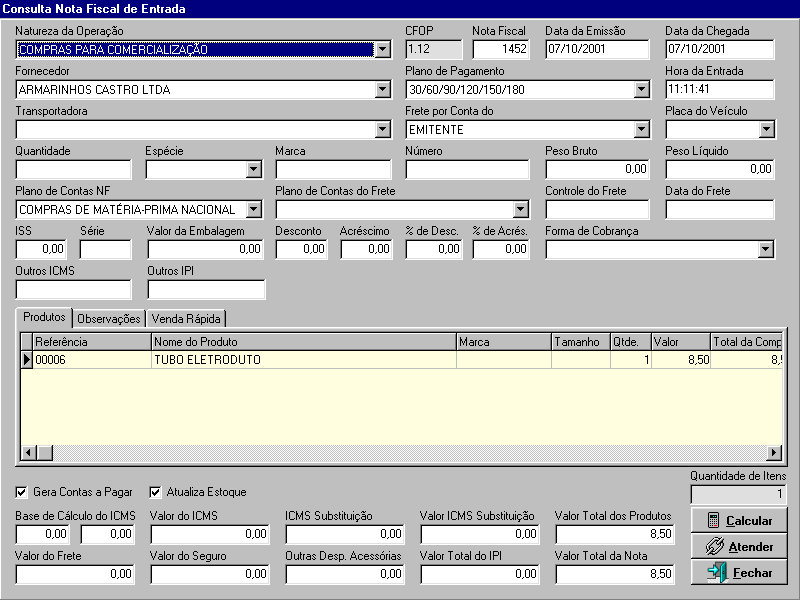 Consulta Nota Fiscal de Entrada
Natureza da Operação CFOP Nota Fiscal Data da Emissão Data da Chegada
COMPRAS PARA COMERCIALIZAÇÃO 1.12 1452 07/10/2001 07/10/2001
Fornecedor Plano de Pagamento Hora da Entrada
ARMARINHOS CASTRO LTDA 30/60/90/120/150/180 11:11:41
Transportadora Frete por Conta do Placa do Veículo
EMITENTE
Quantidade Espécie Marca Número Peso Bruto Peso Líquido
0,00 0,00
Plano de Contas NF Plano de Contas do Frete Controle do Frete Data do Frete
COMPRAS DE MATÉRIA-PRIMA NACIONAL
ISS Série Valor da Embalagem Desconto Acréscimo % de Desc. % de Acrés. Forma de Cobrança
0,00 0,00 0,00 0,00 0,00 0,00
Outros ICMS Outros IPI
Produtos Observações Venda Rápida
Referência Nome do Produto Marca Tamanho Qtde. Valor Total da Comp
00006 TUBO ELETRODUTO 1 8,50 8,5
Quantidade de Itens
Gera Contas a Pagar Atualiza Estoque 1
Base de Cálculo do ICMS Valor do ICMS ICMS Substituição Valor ICMS Substituição Valor Total dos Produtos
0,00 0,00 0,00 0,00 0,00 8,50
Calcular
Atender
Valor do Frete Valor do Seguro Outras Desp. Acessórias Valor Total do IPI Valor Total da Nota
0,00 0,00 0,00 0,00 8,50
Fechar